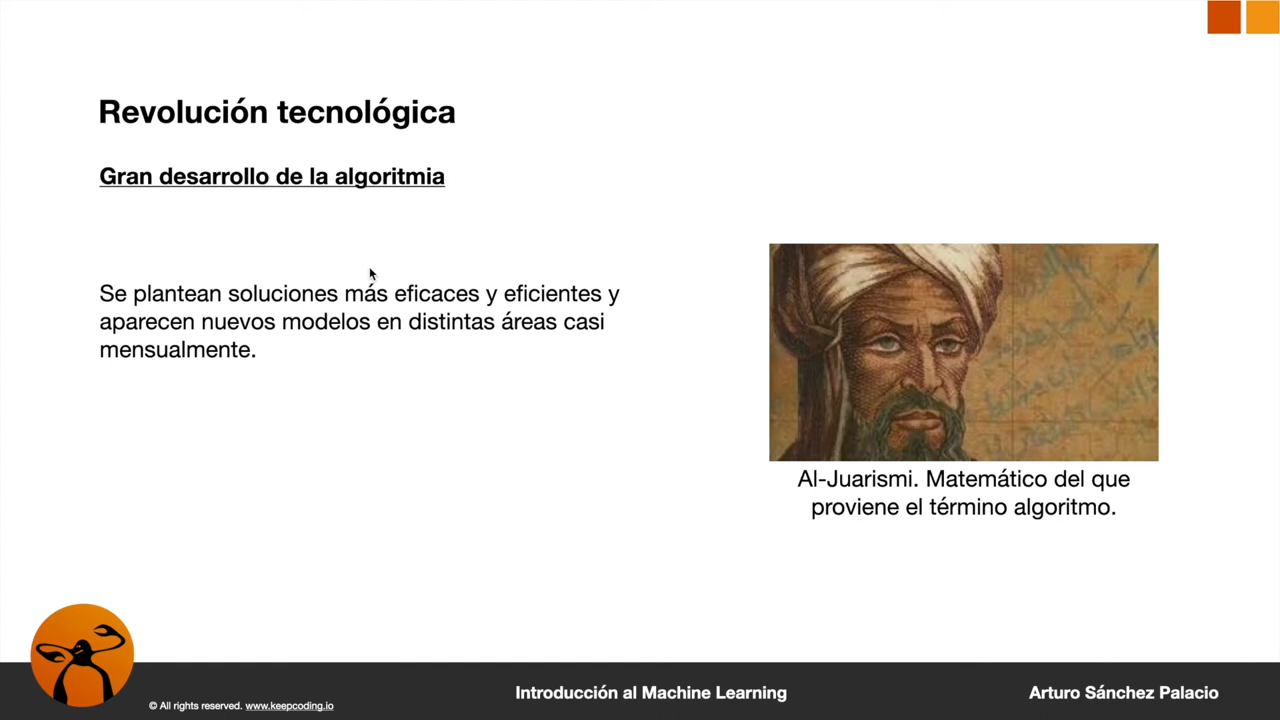 Revolución tecnológica
Gran desarrollo de la algoritmia
Se plantean soluciones más eficaces y eficientes y
aparecen nuevos modelos en distintas áreas casi
mensualmente.
Al-Juarismi. Matemático del que
proviene el término algoritmo.
© All rights reserved. www.keepcoding.io
Introducción al Machine Learning
Arturo Sánchez Palacio